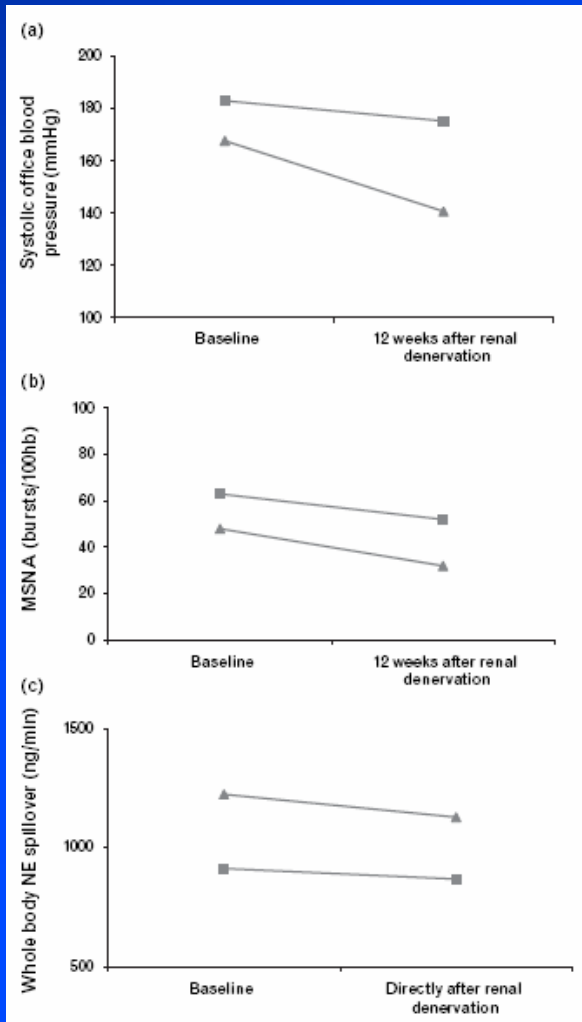 (a)
Systolic office blood
pressure (mmHg)
200
180
160
140
120
100
Baseline
12 weeks after renal
denervation
(b)
MSNA (bursts/100hb)
100
80
60
40
20
0
Baseline
12 weeks after renal
denervation
(c)
Whole body NE spillover (ng/min)
1500
1000
500
Baseline
Directly after renal
denervation